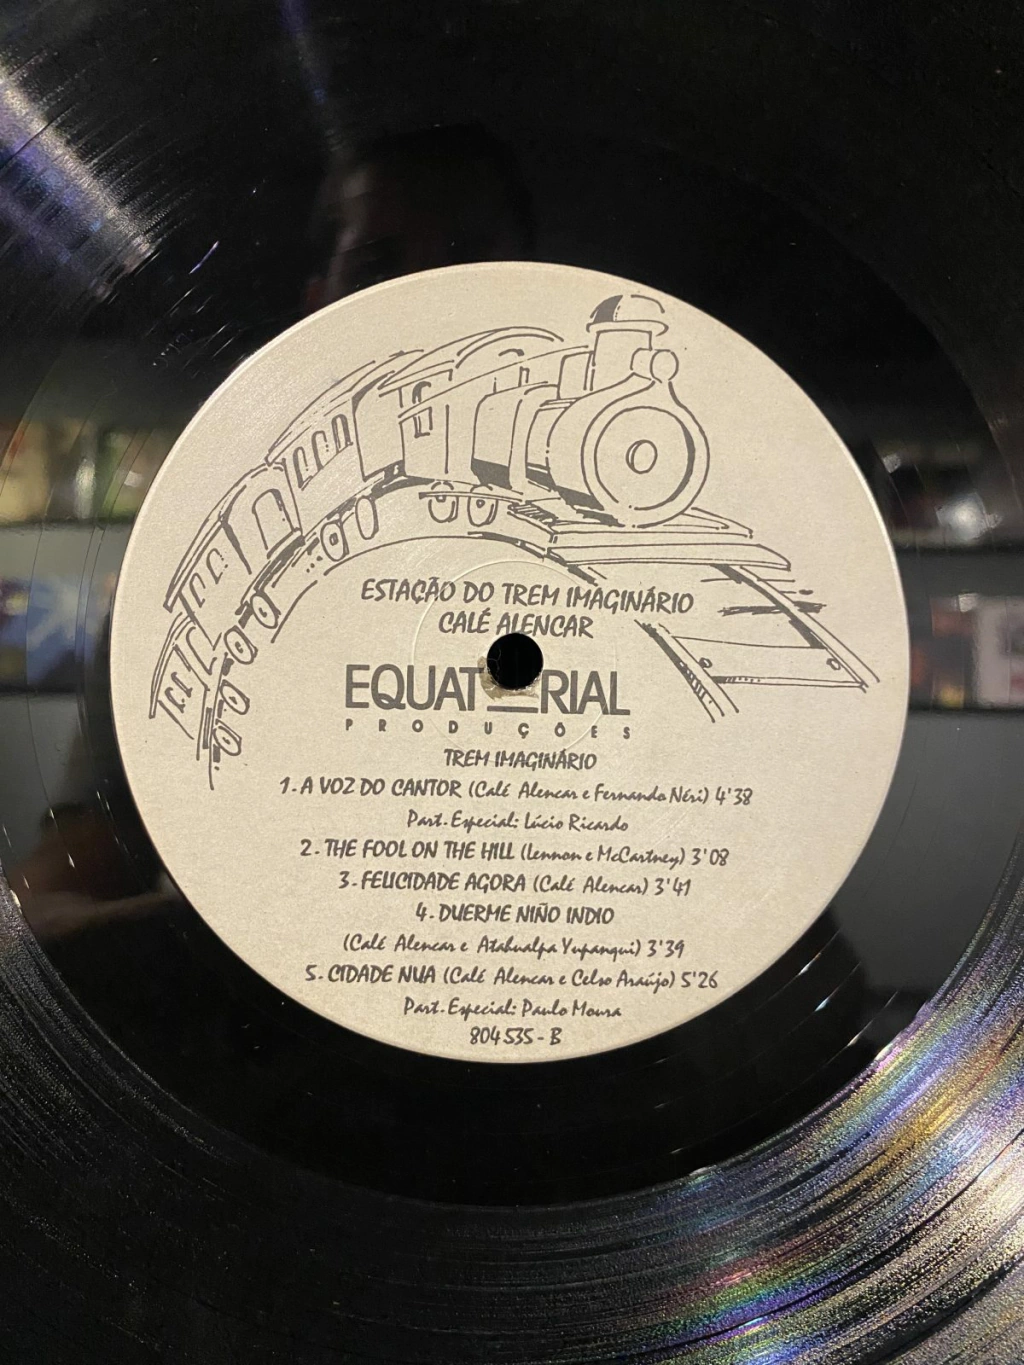 ESTAÇÃO DO TREM IMAGINÁRIO
CALÉ ALENCAR
EQUATORIAL
PRODUÇÕES
TREM IMAGINÁRIO
1. A VOZ DO CANTOR (Calé Alencar e Fernando Néri) 4'38
Part. Especial: Lúcio Ricardo
2. THE FOOL ON THE HILL (Lennon e McCartney) 3'08
3. FELICIDADE AGORA (Calé Alencar) 3'41
4. DUERME NIÑO INDIO
(Calé Alencar e Atahualpa Yupanqui) 3'39
5. CIDADE NUA (Calé Alencar e Celso Araújo) 5'26
Part. Especial: Paulo Moura
804 535 - B